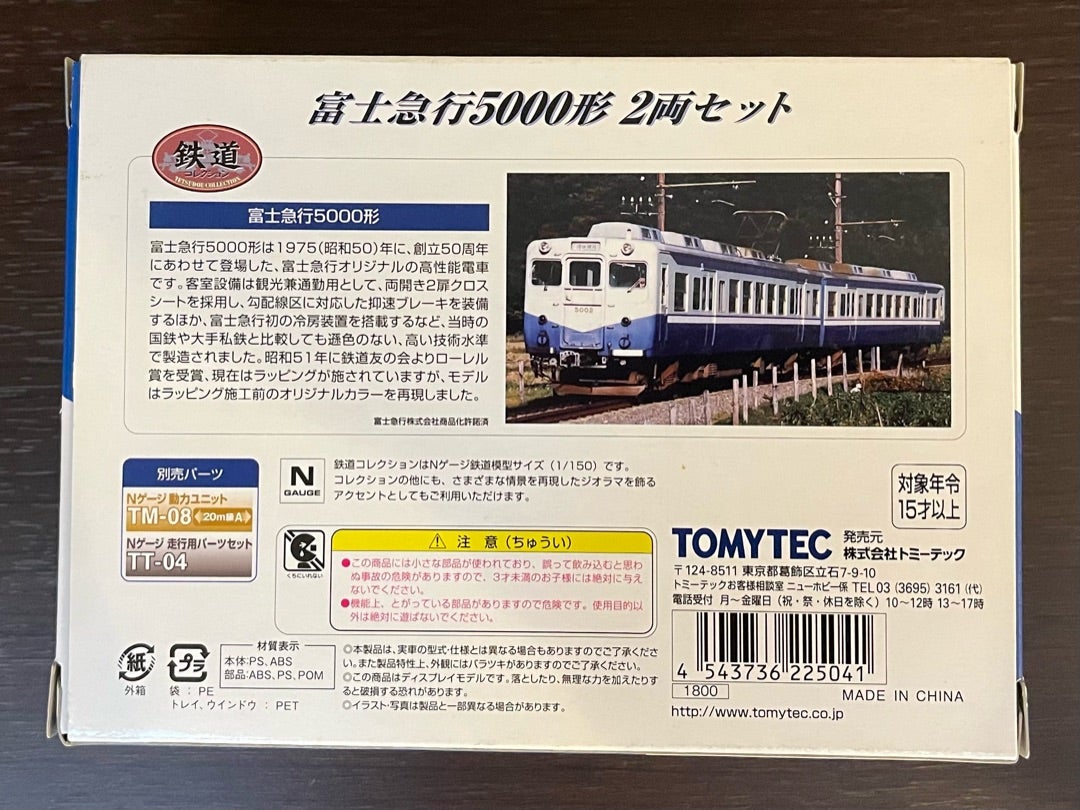 富士急行5000形 2両セット
鉄道
コレクション
TETSUDOU COLLECTION
富士急行5000形
富士急行5000形は1975(昭和50)年に、創立50周年
にあわせて登場した、富士急行オリジナルの高性能電車
です。客室設備は観光兼通勤用として、両開き2扉クロス
シートを採用し、勾配線区に対応した抑速ブレーキを装備
するほか、富士急行初の冷房装置を搭載するなど、当時の
国鉄や大手私鉄と比較しても遜色のない、高い技術水準
で製造されました。昭和51年に鉄道友の会よりローレル
賞を受賞、現在はラッピングが施されていますが、モデル
はラッピング施工前のオリジナルカラーを再現しました。
富士急行株式会社商品化許諾済
5002
別売パーツ
Nゲージ 動力ユニット
TM-08 20m級A
Nゲージ 走行用パーツセット
TT-04
N
GAUGE
鉄道コレクションはNゲージ鉄道模型サイズ(1/150)です。
コレクションの他にも、さまざまな情景を再現したジオラマを飾る
アクセントとしてもご利用いただけます。
対象年令
15才以上
くちにいれない
注 意(ちゅうい)
●この商品には小さな部品が使われており、誤って飲み込むと思わ
ぬ事故の危険がありますので、3才未満のお子様には絶対に与え
ないでください。
●機能上、とがっている部品がありますので危険です。使用目的以
外は絶対に遊ばないでください。
TOMYTEC 発売元
株式会社トミーテック
〒124-8511 東京都葛飾区立石7-9-10
トミーテックお客様相談室 ニューホビー係 TEL03(3695)3161(代)
電話受付 月〜金曜日(祝・祭・休日を除く)10〜12時 13〜17時
紙
外箱
プラ
袋:PE
トレイ、ウインドウ:PET
材質表示
本体:PS、ABS
部品:ABS、PS、POM
◎本製品は、実車の型式・仕様とは異なる場合もありますのでご了承くださ
い。また製品特性上、外観にはバラツキがありますのでご了承ください。
◎この商品はディスプレイモデルです。落としたり、無理な力を加えたりす
ると破損する恐れがあります。
◎イラスト・写真は製品と一部異なる場合があります。
4 543736 225041
1800
MADE IN CHINA
http://www.tomytec.co.jp